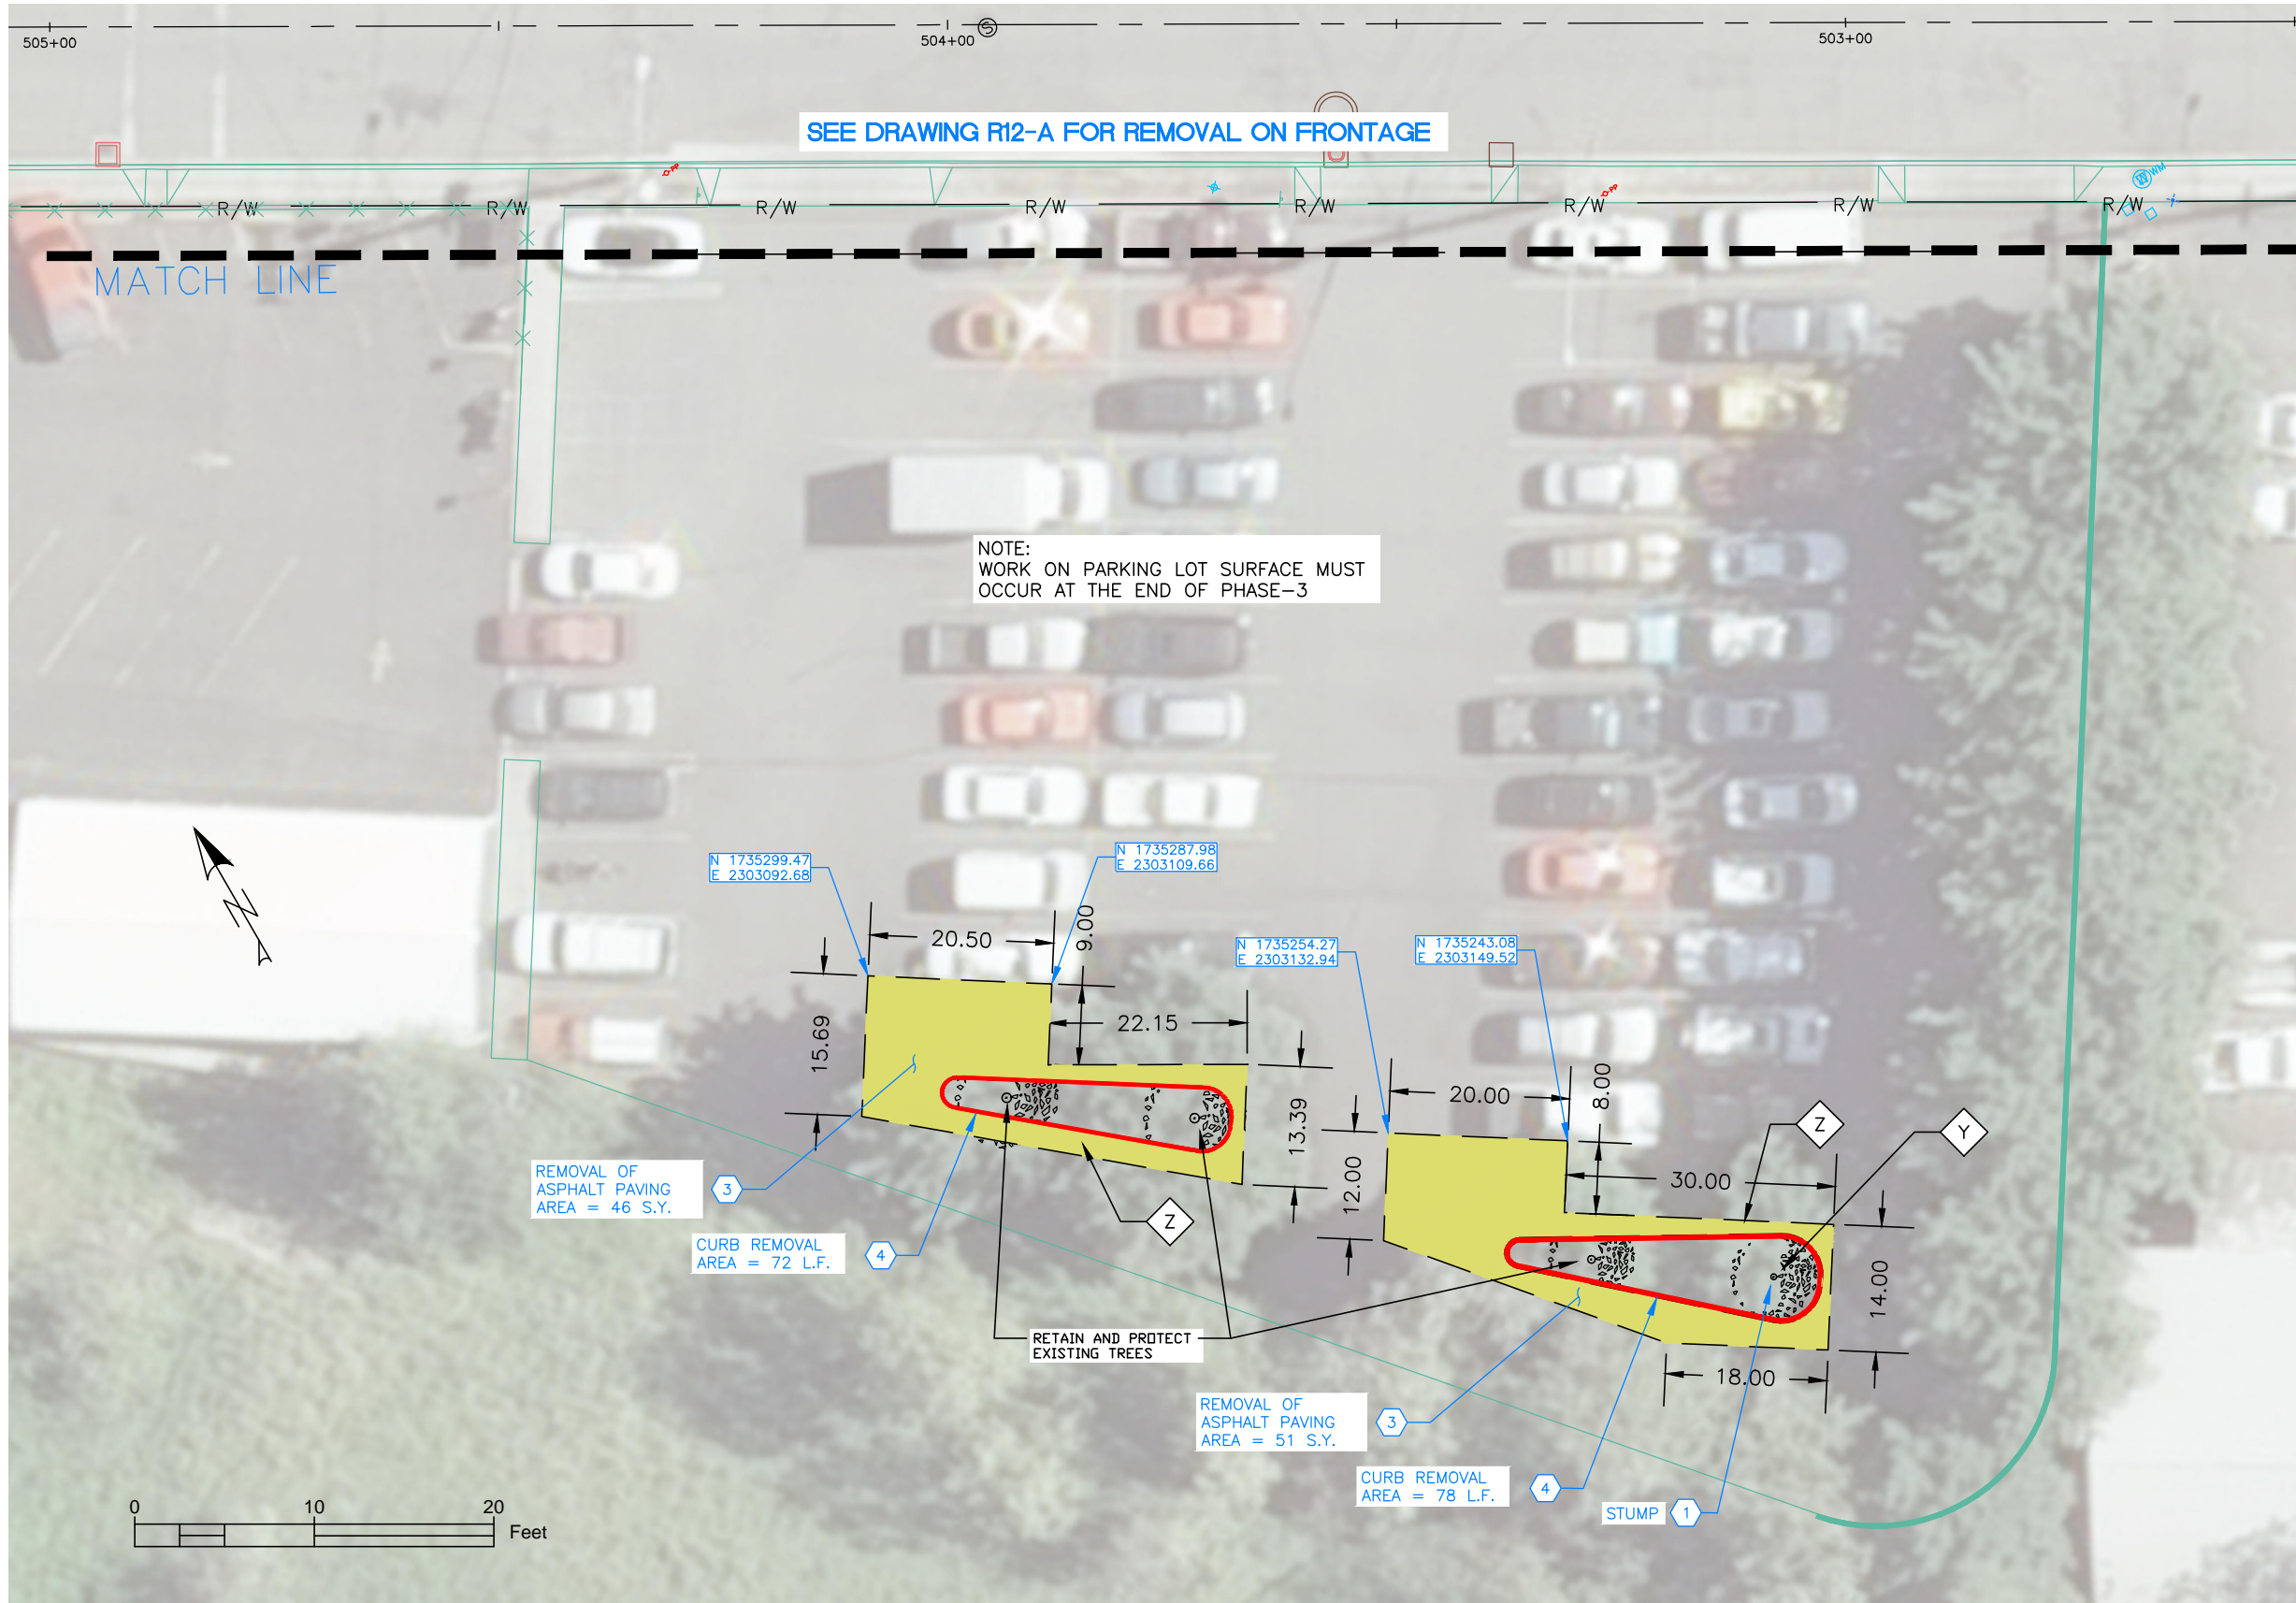 505+00
504+00
S
503+00
SEE DRAWING R12-A FOR REMOVAL ON FRONTAGE
PP
PP
W WM
R/W
R/W
R/W
R/W
R/W
R/W
R/W
R/W
MATCH LINE
NOTE:
WORK ON PARKING LOT SURFACE MUST
OCCUR AT THE END OF PHASE-3
N 1735299.47
E 2303092.68
N 1735287.98
E 2303109.66
20.50
9.00
N 1735254.27
E 2303132.94
N 1735243.08
E 2303149.52
15.69
22.15
13.39
20.00
8.00
12.00
30.00
Z
Y
REMOVAL OF
ASPHALT PAVING
AREA = 46 S.Y.
3
Z
CURB REMOVAL
AREA = 72 L.F.
4
14.00
RETAIN AND PROTECT
EXISTING TREES
18.00
REMOVAL OF
ASPHALT PAVING
AREA = 51 S.Y.
3
CURB REMOVAL
AREA = 78 L.F.
4
STUMP
1
0 10 20
Feet